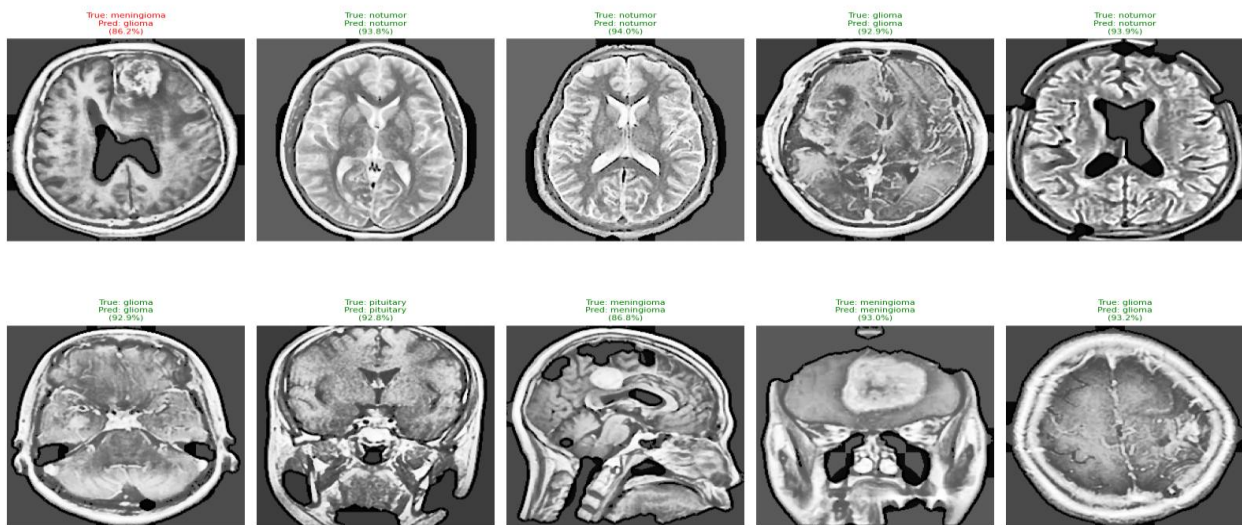 True: meningioma
Pred: glioma
(86.2%)
True: notumor
Pred: notumor
(93.8%)
True: notumor
Pred: notumor
(94.0%)
True: glioma
Pred: glioma
(92.9%)
True: notumor
Pred: notumor
(93.9%)
True: glioma
Pred: glioma
(92.9%)
True: pituitary
Pred: pituitary
(92.8%)
True: meningioma
Pred: meningioma
(86.8%)
True: meningioma
Pred: meningioma
(93.0%)
True: glioma
Pred: glioma
(93.2%)